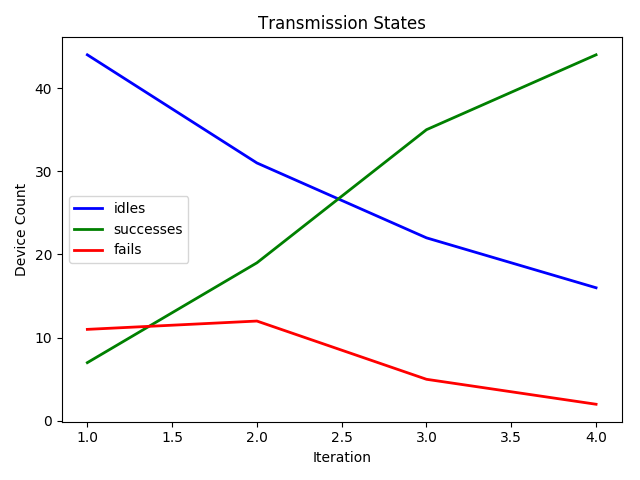 Transmission States
Device Count
40
30
20
10
0
idles
successes
fails
1.0 1.5 2.0 2.5 3.0 3.5 4.0
Iteration